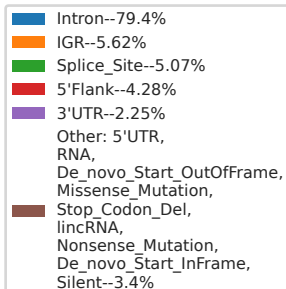 Intron--79.4%
IGR--5.62%
Splice_Site--5.07%
5'Flank--4.28%
3'UTR--2.25%
Other: 5'UTR,
RNA,
De_novo_Start_OutOfFrame,
Missense_Mutation,
Stop_Codon_Del,
lincRNA,
Nonsense_Mutation,
De_novo_Start_InFrame,
Silent--3.4%